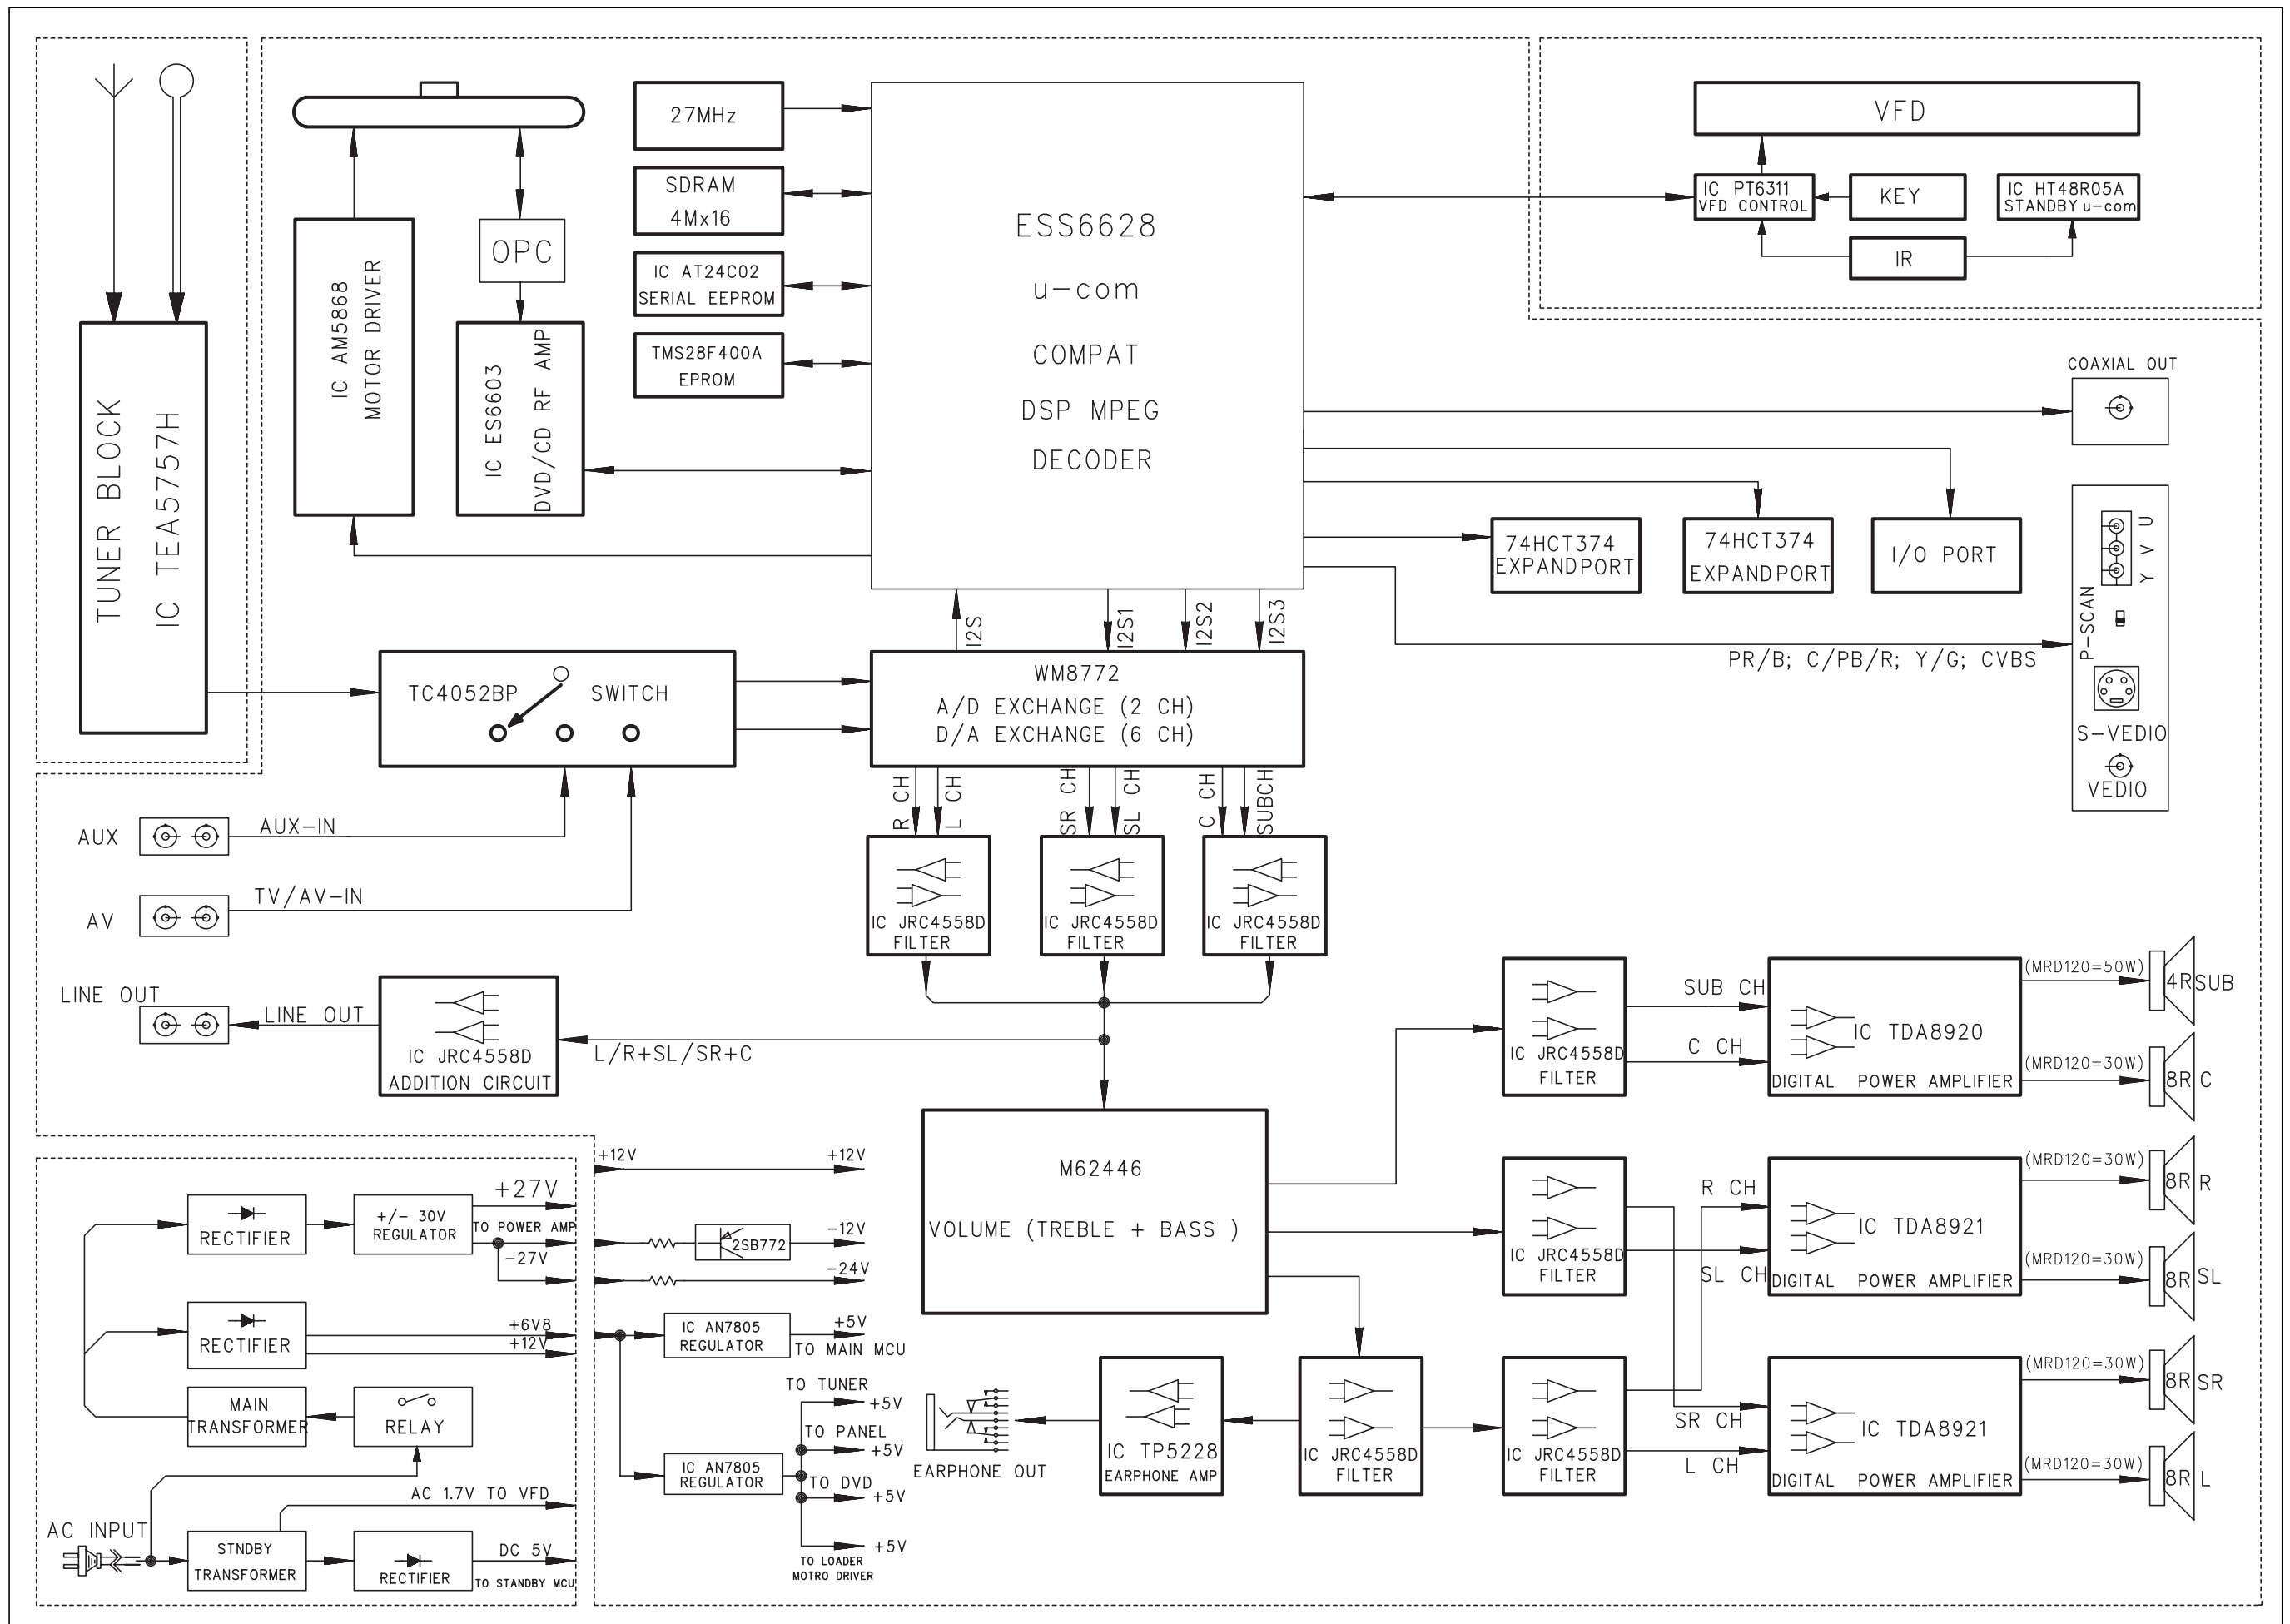 TUNER BLOCK
IC TEA5757H
IC AM5868
MOTOR DRIVER
OPC
IC ES6603
DVD/CD RF AMP
27MHz
SDRAM
4Mx16
IC AT24C02
SERIAL EEPROM
TMS28F400A
EPROM
ESS6628
u-com
COMPAT
DSP MPEG
DECODER
VFD
IC PT6311
VFD CONTROL
KEY
IC HT48R05A
STANDBY u-com
IR
COAXIAL OUT
74HCT374
EXPANDPORT
74HCT374
EXPANDPORT
I/O PORT
Y V U
P-SCAN
S-VEDIO
VEDIO
PR/B; C/PB/R; Y/G; CVBS
I2S
I2S1
I2S2
I2S3
TC4052BP
SWITCH
WM8772
A/D EXCHANGE (2 CH)
D/A EXCHANGE (6 CH)
R CH
L CH
SR CH
SL CH
C CH
SUBCH
AUX
AUX-IN
AV
TV/AV-IN
IC JRC4558D
FILTER
IC JRC4558D
FILTER
IC JRC4558D
FILTER
LINE OUT
LINE OUT
IC JRC4558D
ADDITION CIRCUIT
L/R+SL/SR+C
M62446
VOLUME (TREBLE + BASS )
IC JRC4558D
FILTER
SUB CH
C CH
IC TDA8920
DIGITAL POWER AMPLIFIER
(MRD120=50W)
4R SUB
(MRD120=30W)
8R C
IC JRC4558D
FILTER
R CH
SL CH
IC TDA8921
DIGITAL POWER AMPLIFIER
(MRD120=30W)
8R R
(MRD120=30W)
8R SL
IC JRC4558D
FILTER
IC JRC4558D
FILTER
SR CH
L CH
IC TDA8921
DIGITAL POWER AMPLIFIER
(MRD120=30W)
8R SR
(MRD120=30W)
8R L
IC TP5228
EARPHONE AMP
EARPHONE OUT
RECTIFIER
+/- 30V
REGULATOR
+27V
TO POWER AMP
-27V
RECTIFIER
+6V8
+12V
MAIN
TRANSFORMER
RELAY
AC 1.7V TO VFD
AC INPUT
STNDBY
TRANSFORMER
RECTIFIER
DC 5V
TO STANDBY MCU
+12V
+12V
2SB772
-12V
-24V
IC AN7805
REGULATOR
+5V
TO MAIN MCU
IC AN7805
REGULATOR
TO TUNER
+5V
TO PANEL
+5V
TO DVD
+5V
+5V
TO LOADER
MOTRO DRIVER